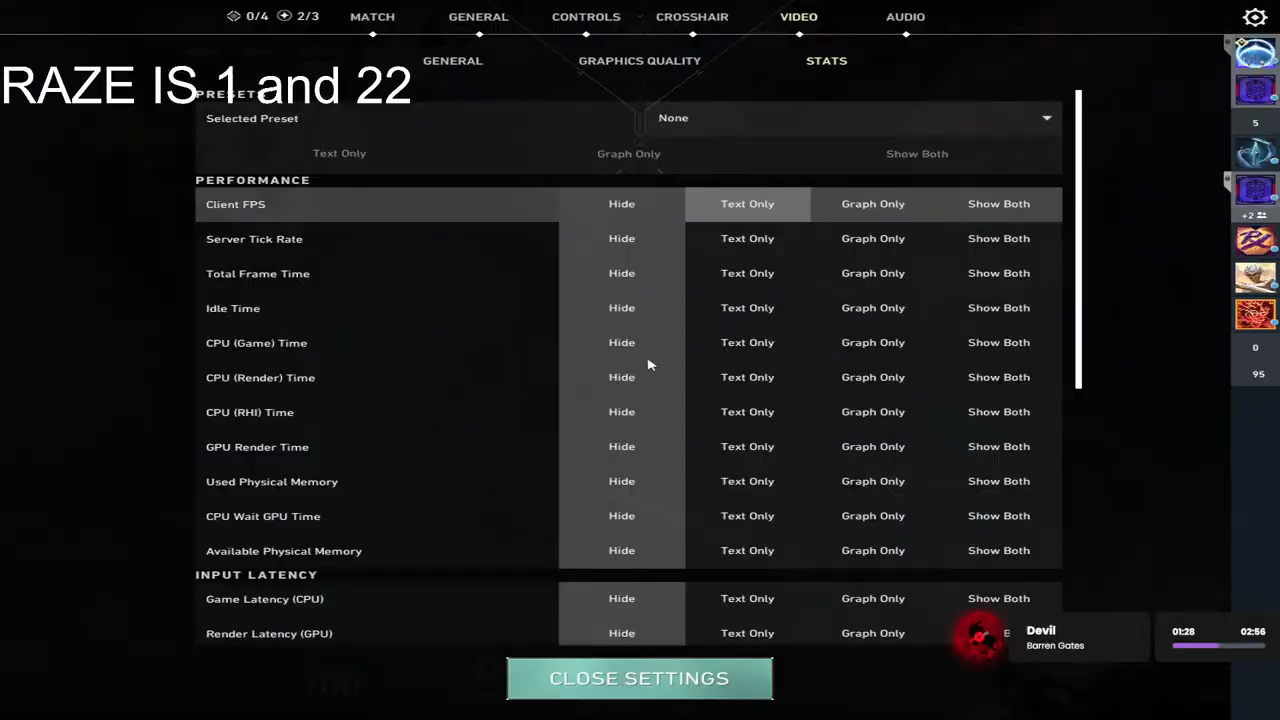 0/4 2/3 MATCH GENERAL CONTROLS CROSSHAIR VIDEO AUDIO
GENERAL GRAPHICS QUALITY STATS
RAZE IS 1 and 22
Selected Preset None
Text Only Graph Only Show Both
PERFORMANCE
Client FPS Hide Text Only Graph Only Show Both
Server Tick Rate Hide Text Only Graph Only Show Both
Total Frame Time Hide Text Only Graph Only Show Both
Idle Time Hide Text Only Graph Only Show Both
CPU (Game) Time Hide Text Only Graph Only Show Both
CPU (Render) Time Hide Text Only Graph Only Show Both
CPU (RHI) Time Hide Text Only Graph Only Show Both
GPU Render Time Hide Text Only Graph Only Show Both
Used Physical Memory Hide Text Only Graph Only Show Both
CPU Wait GPU Time Hide Text Only Graph Only Show Both
Available Physical Memory Hide Text Only Graph Only Show Both
INPUT LATENCY
Game Latency (CPU) Hide Text Only Graph Only Show Both
Render Latency (GPU) Hide Text Only Graph Only
CLOSE SETTINGS
5
+2
0
95
Devil
Barren Gates
01:28 02:56